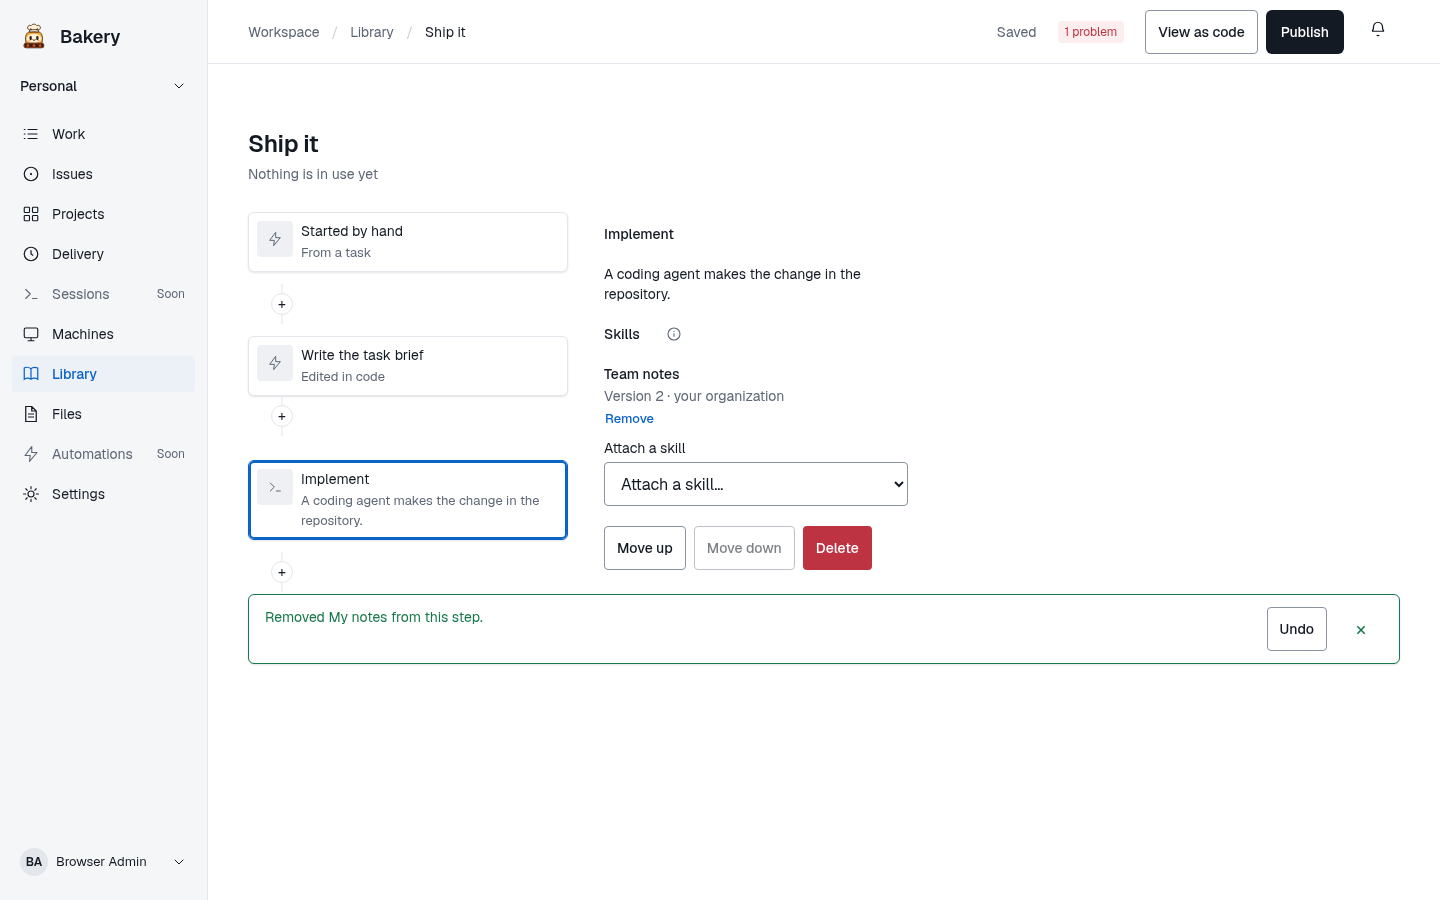 Bakery
Personal
Work
Issues
Projects
Delivery
Sessions Soon
Machines
Library
Files
Automations Soon
Settings
BA Browser Admin
Workspace / Library / Ship it
Saved
1 problem
View as code
Publish
Ship it
Nothing is in use yet
Started by hand
From a task
+
Write the task brief
Edited in code
+
Implement
A coding agent makes the change in the
repository.
+
Implement
A coding agent makes the change in the
repository.
Skills
Team notes
Version 2 · your organization
Remove
Attach a skill
Attach a skill...
Move up
Move down
Delete
Removed My notes from this step.
Undo
×